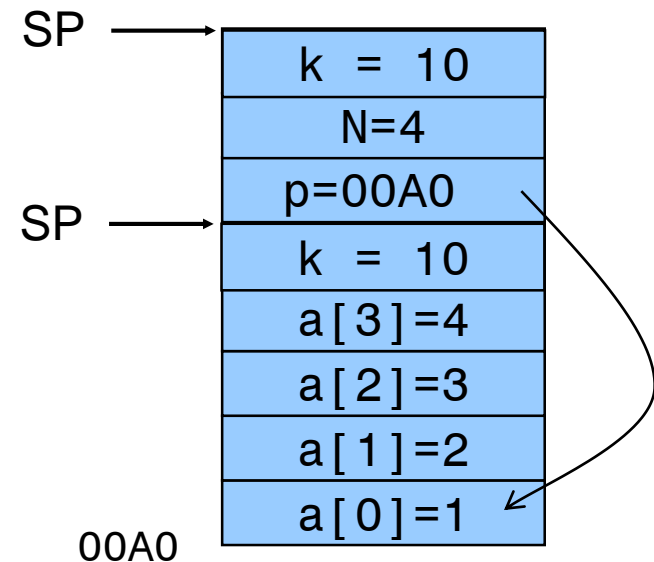 SP
k = 10
N=4
p=00A0
SP
k = 10
a[3]=4
a[2]=3
a[1]=2
a[0]=1
00A0